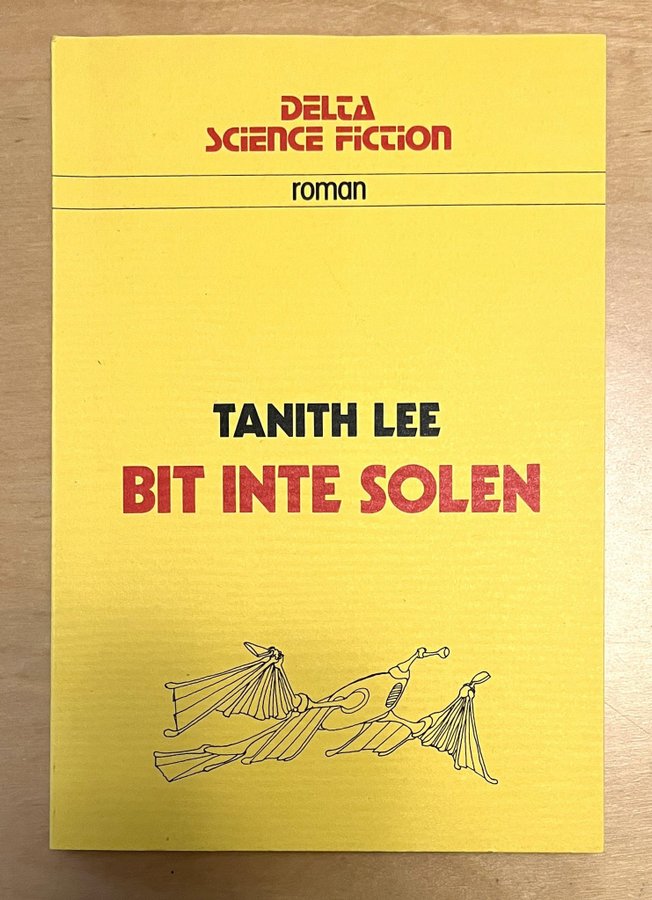 DELTA
SCIENCE FICTION
roman
TANITH LEE
BIT INTE SOLEN